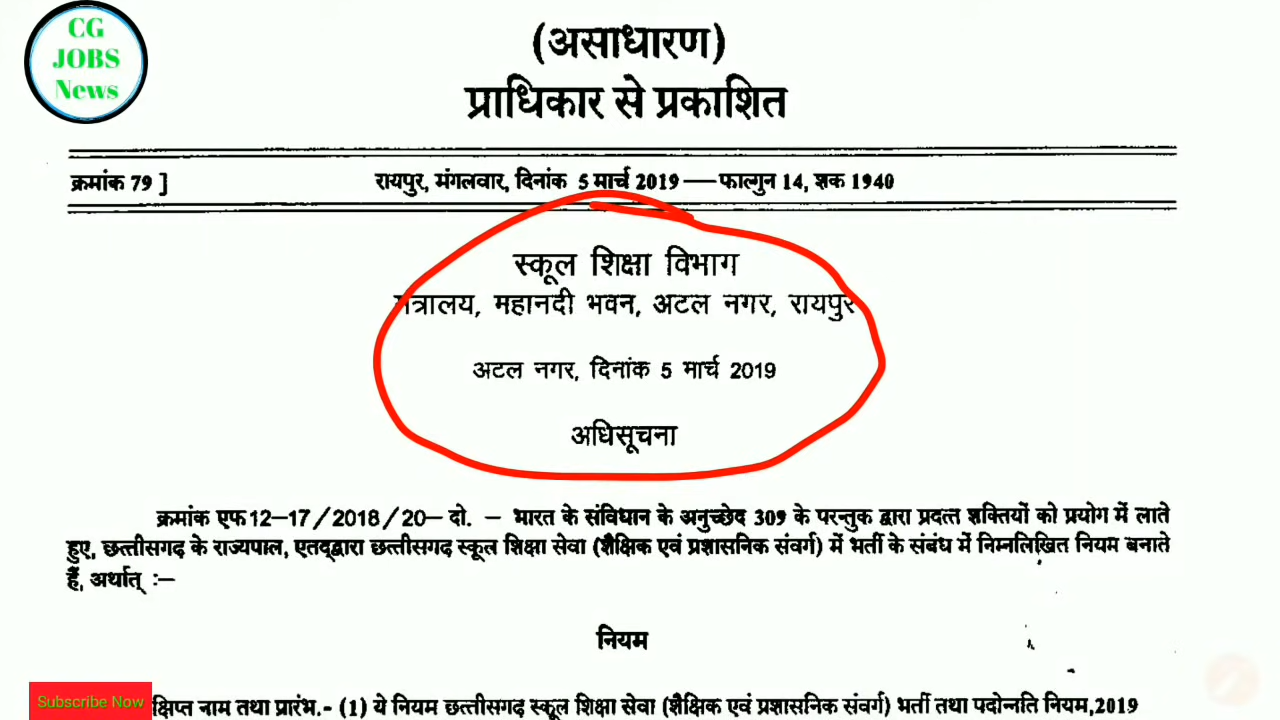 CG
JOBS
News
(असाधारण)
प्राधिकार से प्रकाशित
क्रमांक 79 ]
रायपुर, मंगलवार, दिनांक 5 मार्च 2019 — फाल्गुन 14, शक 1940
स्कूल शिक्षा विभाग
मंत्रालय, महानदी भवन, अटल नगर, रायपुर
अटल नगर, दिनांक 5 मार्च 2019
अधिसूचना
क्रमांक एफ 12-17/2018/20- दो. - भारत के संविधान के अनुच्छेद 309 के परन्तुक द्वारा प्रदत्त शक्तियों को प्रयोग में लाते
हुए, छत्तीसगढ़ के राज्यपाल, एतद्द्वारा छत्तीसगढ़ स्कूल शिक्षा सेवा (शैक्षिक एवं प्रशासनिक संवर्ग) में भर्ती के संबंध में निम्नलिखित नियम बनाते
हैं, अर्थात् :—
नियम
Subscribe Now
क्षिप्त नाम तथा प्रारंभ.- (1) ये नियम छत्तीसगढ़ स्कूल शिक्षा सेवा (शैक्षिक एवं प्रशासनिक संवर्ग) भर्ती तथा पदोन्नति नियम,2019